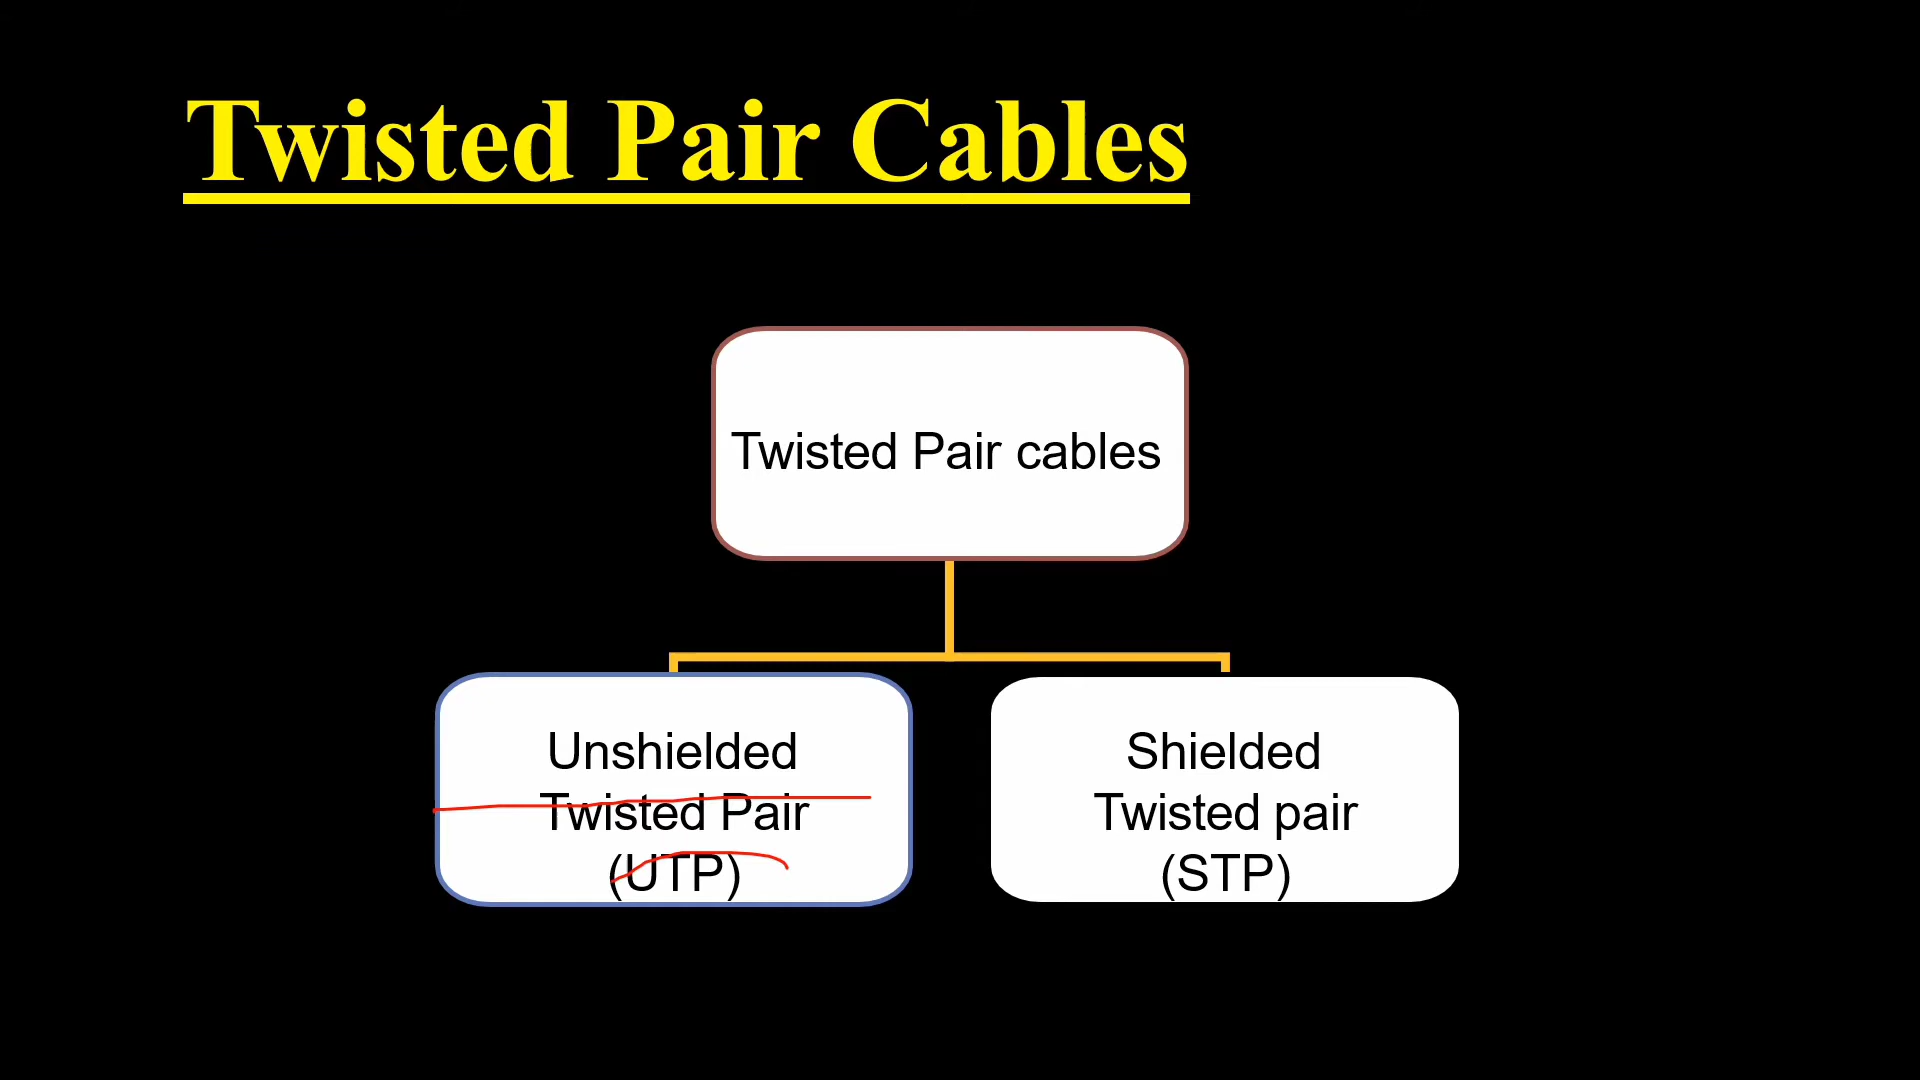 Twisted Pair Cables
Twisted Pair cables
Unshielded
Twisted Pair
(UTP)
Shielded
Twisted pair
(STP)